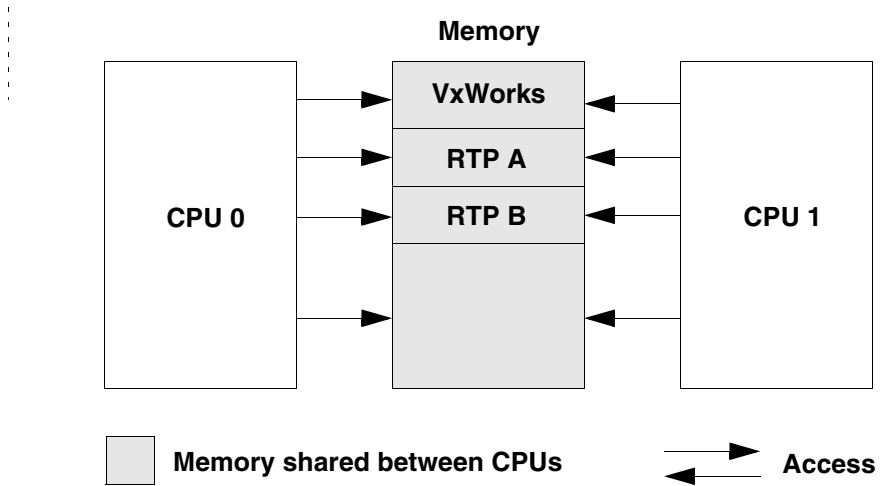 Memory
VxWorks
RTP A
CPU 0
RTP B
CPU 1
Memory shared between CPUs
Access